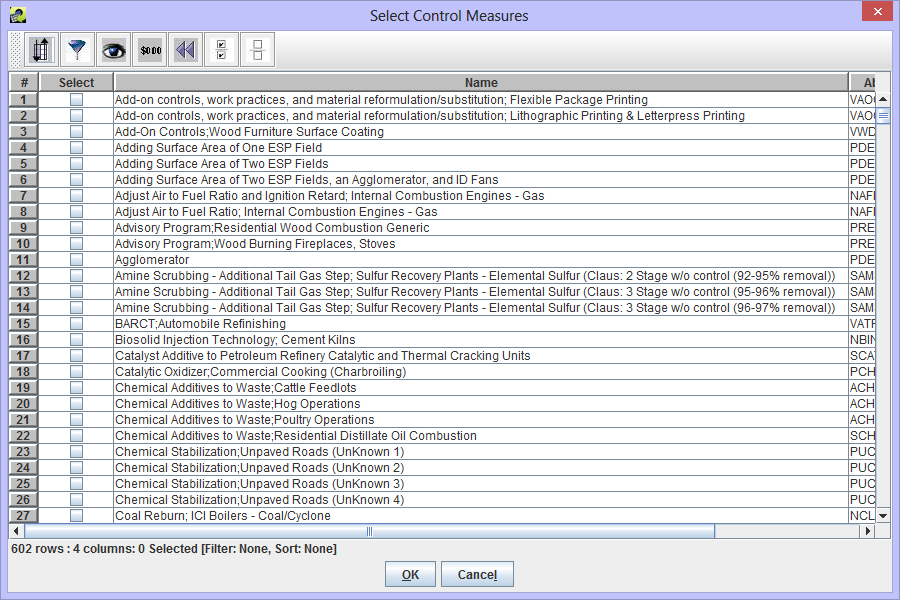 Select Control Measures
$000
# Select Name Al
1 Add-on controls, work practices, and material reformulation/substitution; Flexible Package Printing VAOC
2 Add-on controls, work practices, and material reformulation/substitution; Lithographic Printing & Letterpress Printing VAOC
3 Add-On Controls;Wood Furniture Surface Coating VWD
4 Adding Surface Area of One ESP Field PDE
5 Adding Surface Area of Two ESP Fields PDE
6 Adding Surface Area of Two ESP Fields, an Agglomerator, and ID Fans PDE
7 Adjust Air to Fuel Ratio and Ignition Retard; Internal Combustion Engines - Gas NAFI
8 Adjust Air to Fuel Ratio; Internal Combustion Engines - Gas NAFI
9 Advisory Program;Residential Wood Combustion Generic PRE
10 Advisory Program;Wood Burning Fireplaces, Stoves PRE
11 Agglomerator PDE
12 Amine Scrubbing - Additional Tail Gas Step; Sulfur Recovery Plants - Elemental Sulfur (Claus: 2 Stage w/o control (92-95% removal)) SAM
13 Amine Scrubbing - Additional Tail Gas Step; Sulfur Recovery Plants - Elemental Sulfur (Claus: 3 Stage w/o control (95-96% removal)) SAM
14 Amine Scrubbing - Additional Tail Gas Step; Sulfur Recovery Plants - Elemental Sulfur (Claus: 3 Stage w/o control (96-97% removal)) SAM
15 BARCT;Automobile Refinishing VATF
16 Biosolid Injection Technology; Cement Kilns NBIN
17 Catalyst Additive to Petroleum Refinery Catalytic and Thermal Cracking Units SCA
18 Catalytic Oxidizer;Commercial Cooking (Charbroiling) PCH
19 Chemical Additives to Waste;Cattle Feedlots ACH
20 Chemical Additives to Waste;Hog Operations ACH
21 Chemical Additives to Waste;Poultry Operations ACH
22 Chemical Additives to Waste;Residential Distillate Oil Combustion SCH
23 Chemical Stabilization;Unpaved Roads (UnKnown 1) PUC
24 Chemical Stabilization;Unpaved Roads (UnKnown 2) PUC
25 Chemical Stabilization;Unpaved Roads (UnKnown 3) PUC
26 Chemical Stabilization;Unpaved Roads (UnKnown 4) PUC
27 Coal Reburn; ICI Boilers - Coal/Cyclone NCL
602 rows : 4 columns: 0 Selected [Filter: None, Sort: None]
OK Cancel